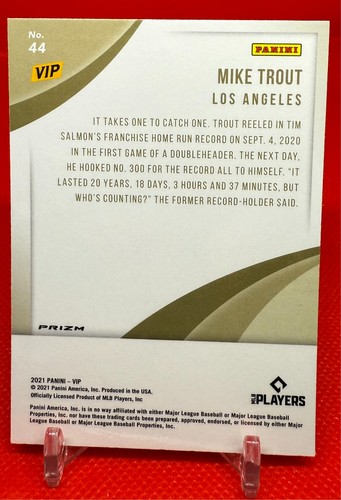 No.
44
VIP
PANINI
MIKE TROUT
LOS ANGELES
IT TAKES ONE TO CATCH ONE. TROUT REELED IN TIM
SALMON'S FRANCHISE HOME RUN RECORD ON SEPT. 4, 2020
IN THE FIRST GAME OF A DOUBLEHEADER. THE NEXT DAY,
HE HOOKED NO. 300 FOR THE RECORD ALL TO HIMSELF. "IT
LASTED 20 YEARS, 18 DAYS, 3 HOURS AND 37 MINUTES, BUT
WHO'S COUNTING?" THE FORMER RECORD-HOLDER SAID.
PRIZM
2021 PANINI – VIP
© 2021 Panini America, Inc. Produced in the USA.
Officially Licensed Product of MLB Players, Inc
MLB PLAYERS
Panini America, Inc. is in no way affiliated with either Major League Baseball or Major League Baseball
Properties, Inc. nor have these trading cards been prepared, approved, endorsed, or licensed by either Major
League Baseball or Major League Baseball Properties, Inc.